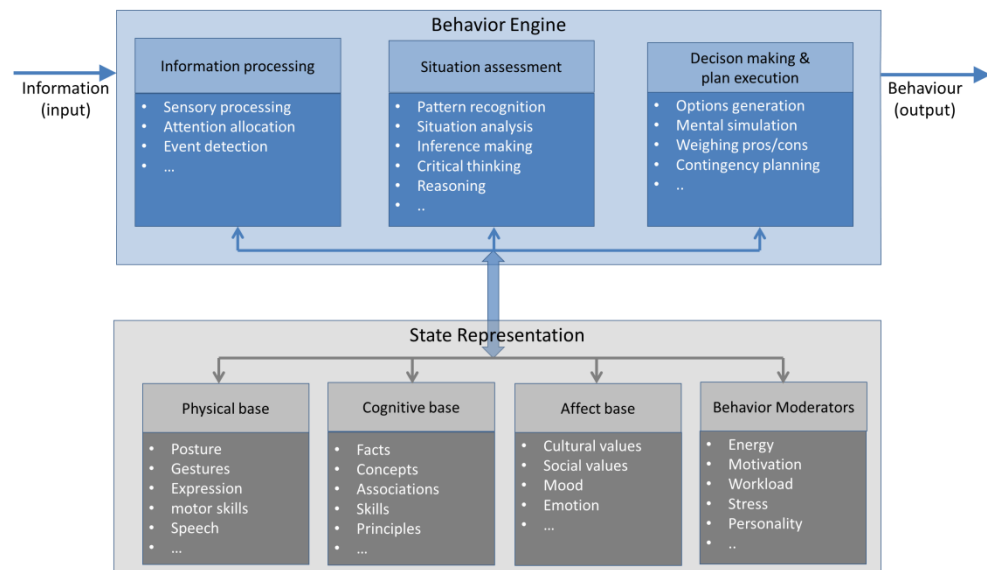 Behavior Engine
Information
(input)
Information processing
• Sensory processing
• Attention allocation
• Event detection
• ...
Situation assessment
• Pattern recognition
• Situation analysis
• Inference making
• Critical thinking
• Reasoning
• ..
Decison making &
plan execution
• Options generation
• Mental simulation
• Weighing pros/cons
• Contingency planning
• ..
Behaviour
(output)
State Representation
Physical base
• Posture
• Gestures
• Expression
• motor skills
• Speech
• ...
Cognitive base
• Facts
• Concepts
• Associations
• Skills
• Principles
• ...
Affect base
• Cultural values
• Social values
• Mood
• Emotion
• ...
Behavior Moderators
• Energy
• Motivation
• Workload
• Stress
• Personality
• ..